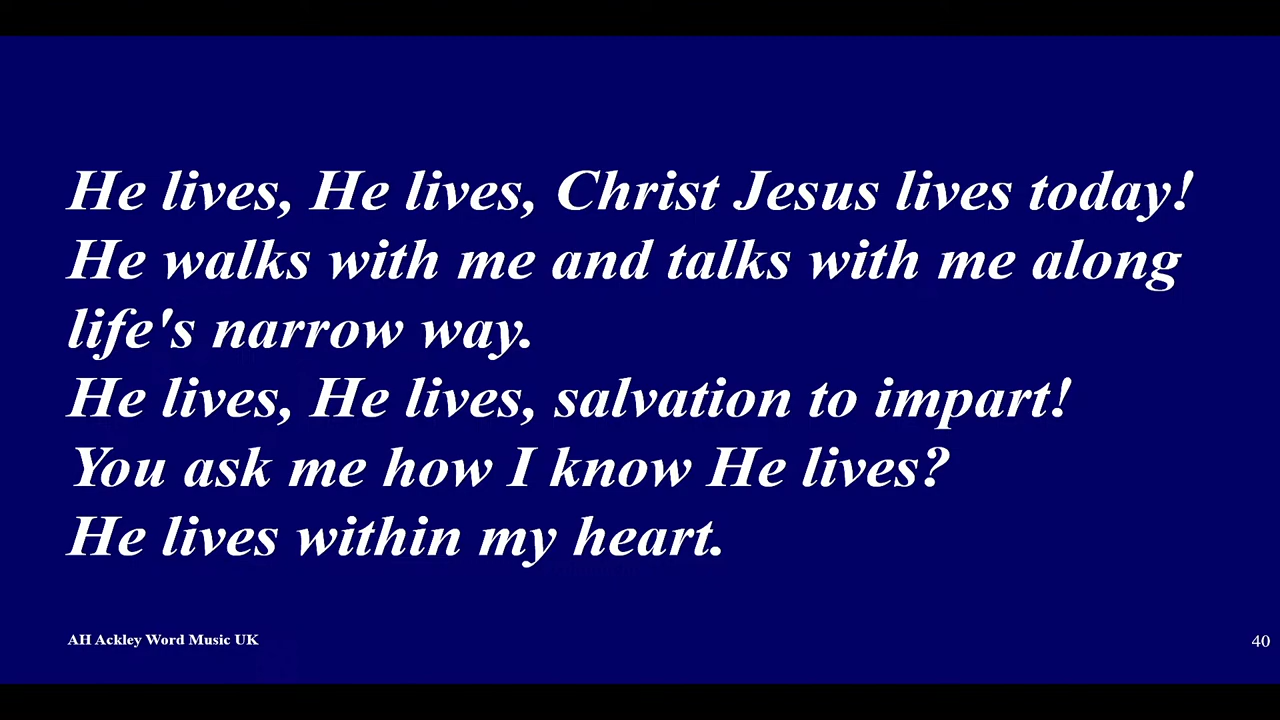 He lives, He lives, Christ Jesus lives today!
He walks with me and talks with me along
life's narrow way.
He lives, He lives, salvation to impart!
You ask me how I know He lives?
He lives within my heart.
AH Ackley Word Music UK
40